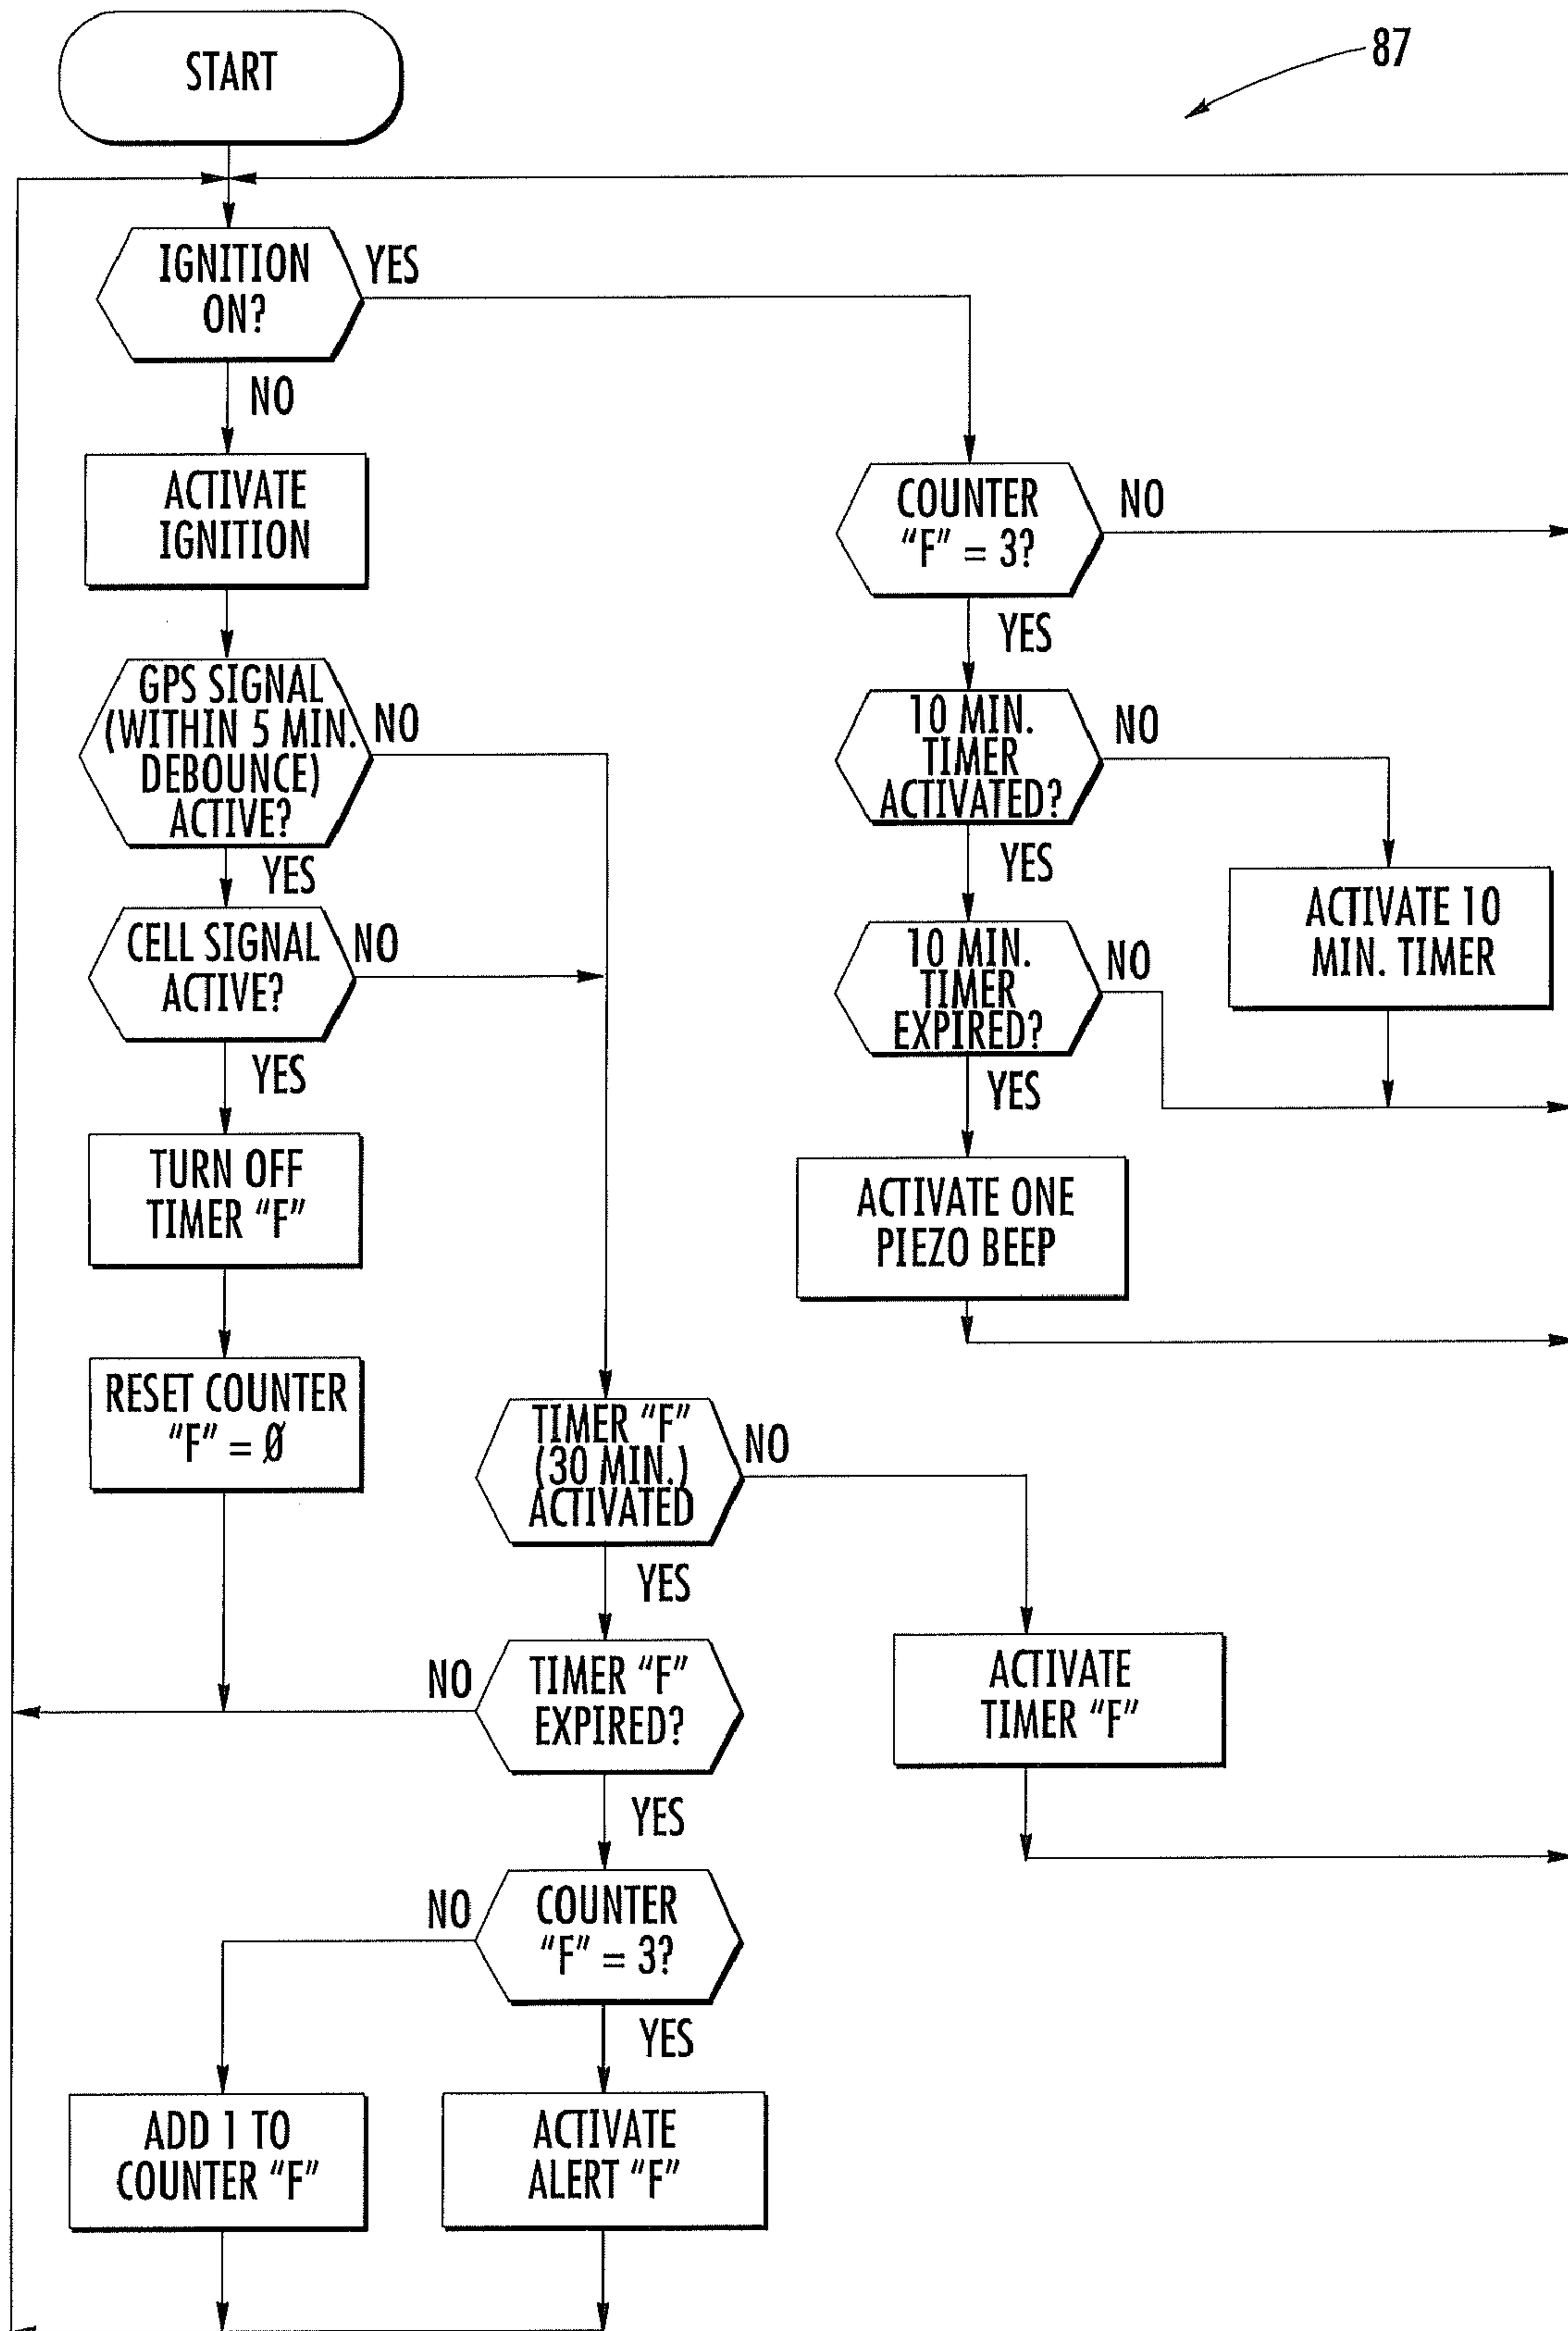 START
87
IGNITION
ON?
YES
NO
ACTIVATE
IGNITION
COUNTER
"F" = 3?
NO
YES
GPS SIGNAL
(WITHIN 5 MIN.
DEBOUNCE)
ACTIVE?
NO
YES
10 MIN.
TIMER
ACTIVATED?
NO
YES
ACTIVATE 10
MIN. TIMER
CELL SIGNAL
ACTIVE?
NO
YES
10 MIN.
TIMER
EXPIRED?
NO
YES
TURN OFF
TIMER "F"
ACTIVATE ONE
PIEZO BEEP
RESET COUNTER
"F" = Ø
TIMER "F"
(30 MIN.)
ACTIVATED
NO
YES
TIMER "F"
EXPIRED?
NO
YES
ACTIVATE
TIMER "F"
COUNTER
"F" = 3?
NO
YES
ADD 1 TO
COUNTER "F"
ACTIVATE
ALERT "F"